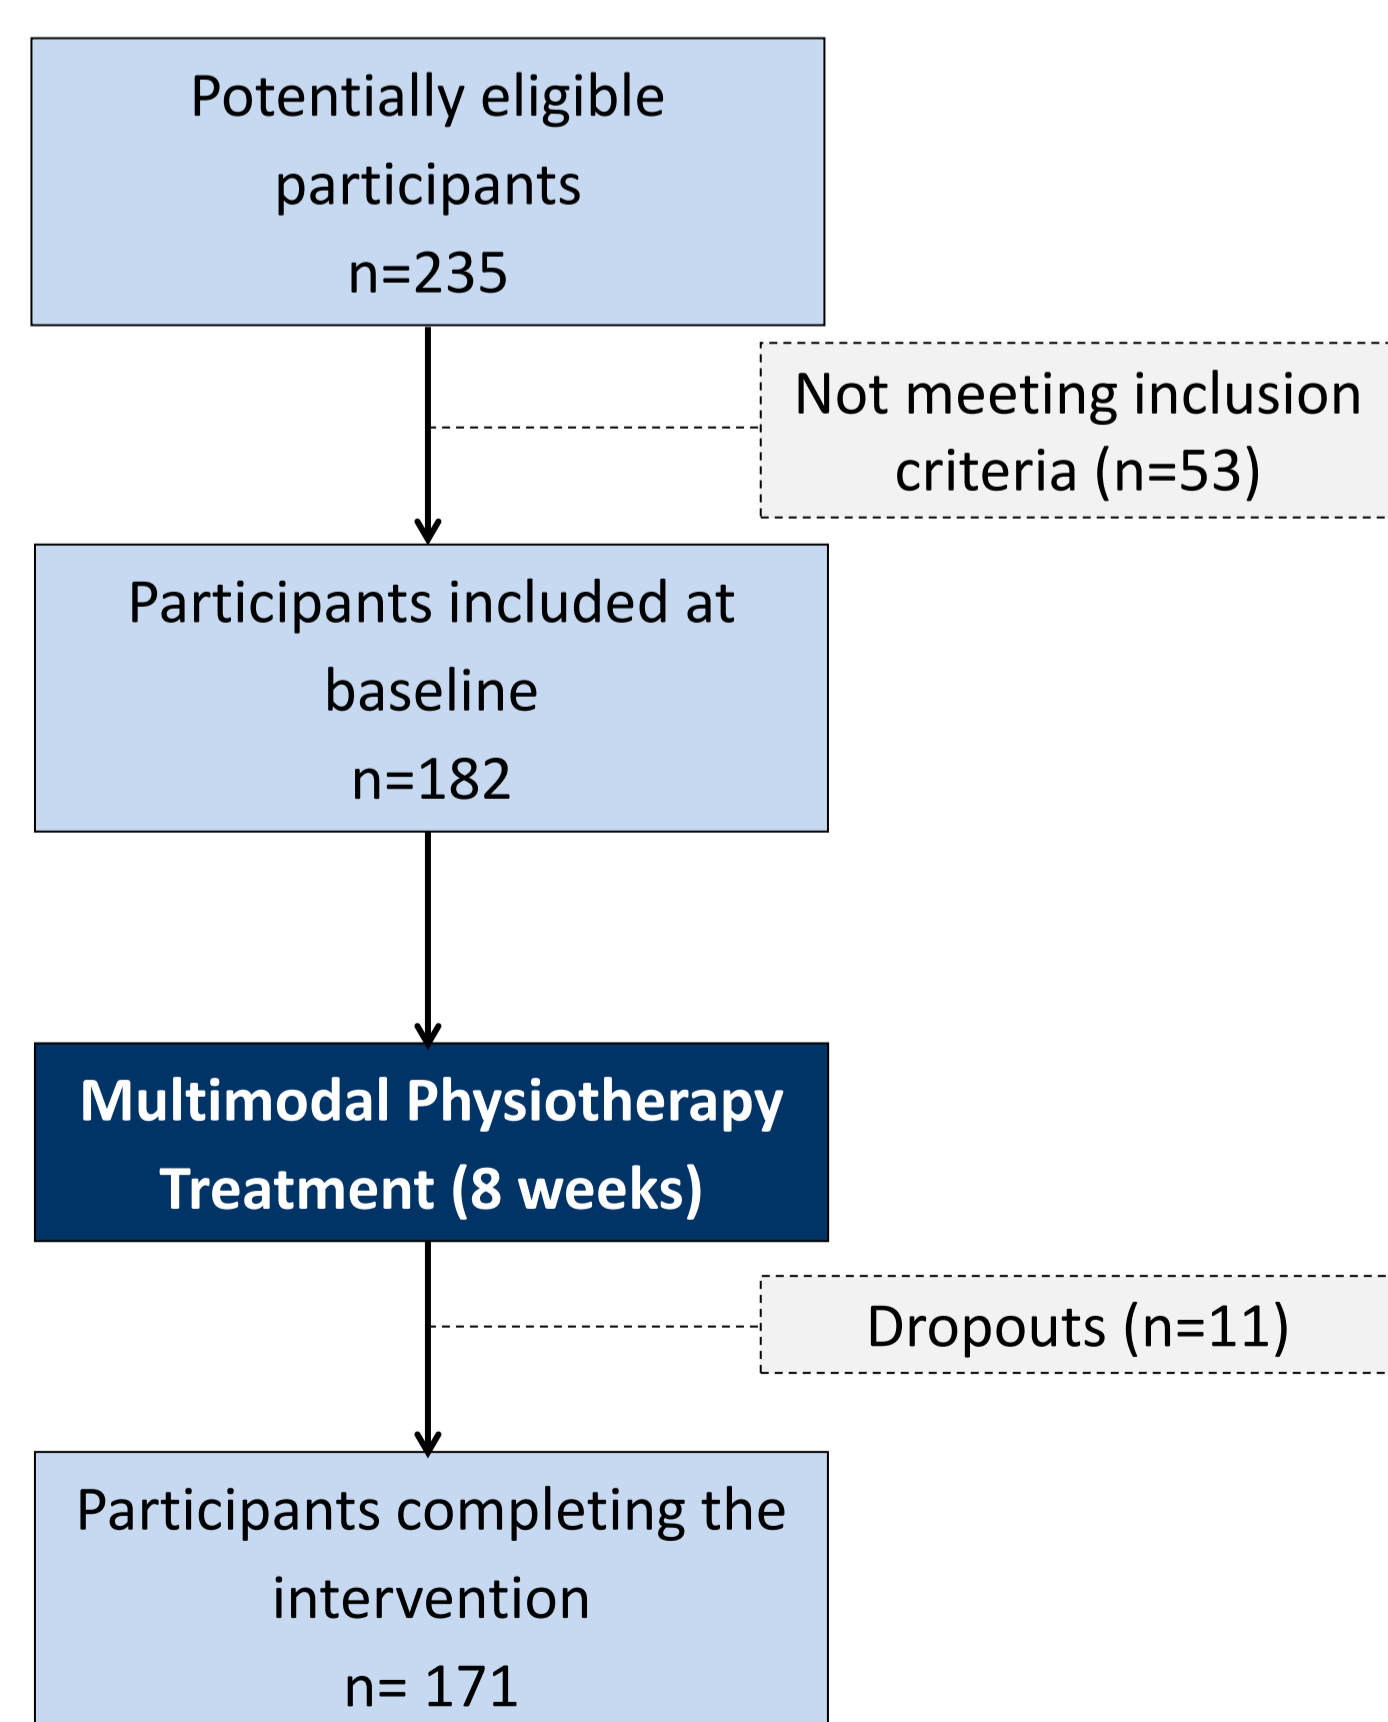 Potentially eligible
participants
n=235
Not meeting inclusion
criteria (n=53)
Participants included at
baseline
n=182
Multimodal Physiotherapy
Treatment (8 weeks)
Dropouts (n=11)
Participants completing the
intervention
n= 171